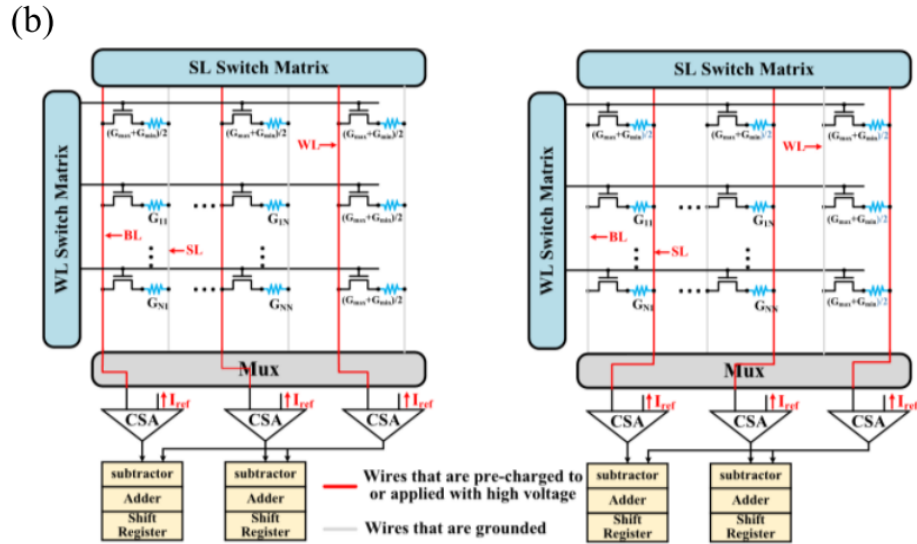 (b)
SL Switch Matrix
WL Switch Matrix
(Gmax+Gmin)/2
(Gmax+Gmin)/2
(Gmax+Gmin)/2
WL
G11
G1N
(Gmax+Gmin)/2
BL
SL
GN1
GNN
(Gmax+Gmin)/2
Mux
Iref
Iref
Iref
CSA
CSA
CSA
subtractor
Adder
Shift
Register
subtractor
Adder
Shift
Register
Wires that are pre-charged to
or applied with high voltage
Wires that are grounded
SL Switch Matrix
WL Switch Matrix
(Gmax+Gmin)/2
(Gmax+Gmin)/2
(Gmax+Gmin)/2
WL
G11
G1N
(Gmax+Gmin)/2
BL
SL
GN1
GNN
(Gmax+Gmin)/2
Mux
Iref
Iref
Iref
CSA
CSA
CSA
subtractor
Adder
Shift
Register
subtractor
Adder
Shift
Register